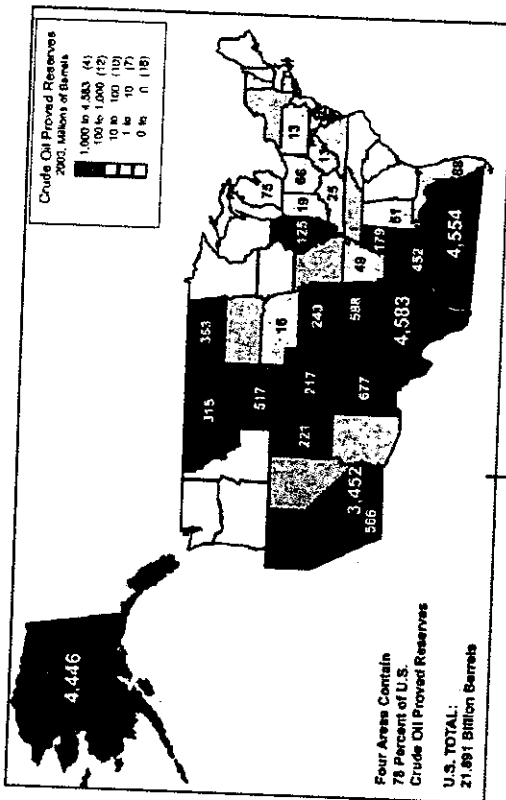 Crude Oil Proved Reserves
2003, Millions of Barrels
1,000 to 4,583 (4)
100 to 1,000 (12)
10 to 100 (10)
1 to 10 (7)
0 to 0 (18)
4,446
315
353
517
16
221
217
243
3,452
566
677
588
4,583
49
125
75
19
66
13
25
13
179
61
452
4,554
68
Four Areas Contain
78 Percent of U.S.
Crude Oil Proved Reserves
U.S. TOTAL:
21.891 Billion Barrels